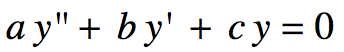 a y" + b y' + c y = 0